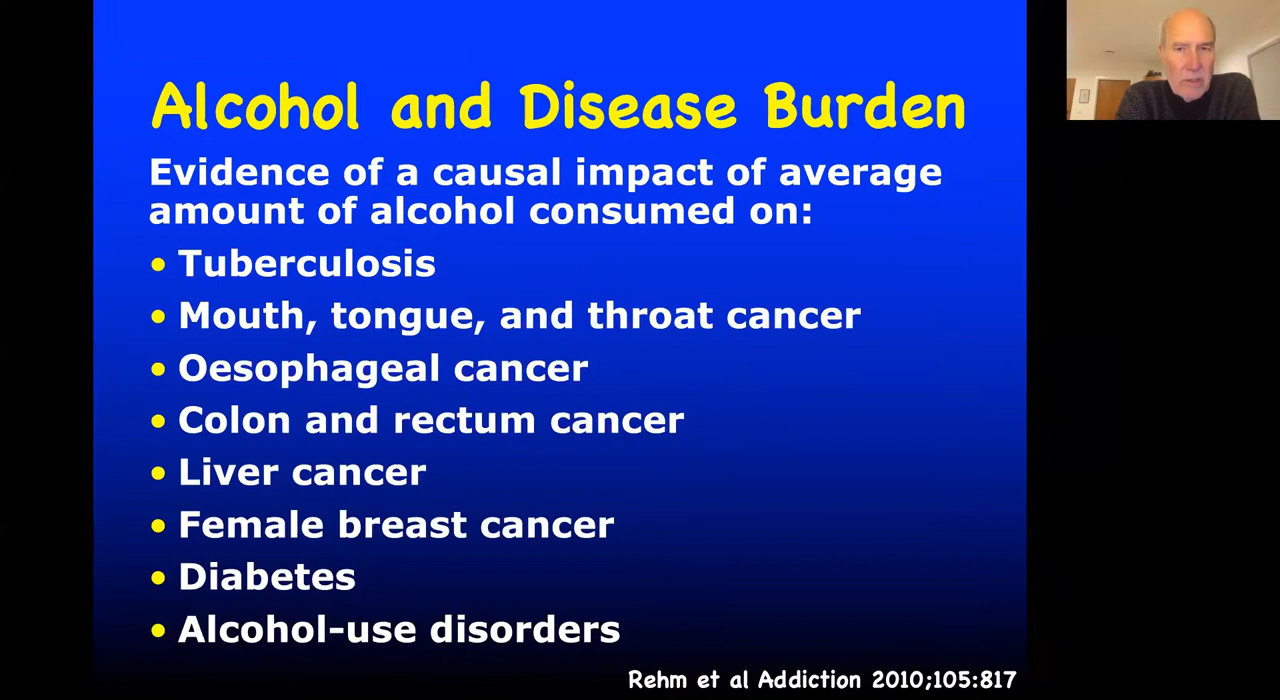 Alcohol and Disease Burden
Evidence of a causal impact of average
amount of alcohol consumed on:
• Tuberculosis
• Mouth, tongue, and throat cancer
• Oesophageal cancer
• Colon and rectum cancer
• Liver cancer
• Female breast cancer
• Diabetes
• Alcohol-use disorders
Rehm et al Addiction 2010;105:817